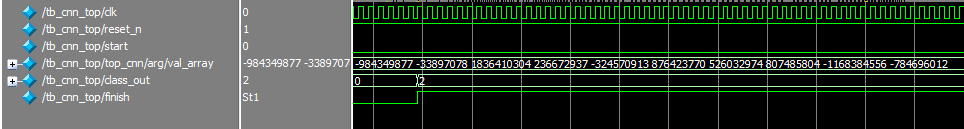 /tb_cnn_top/clk 0
/tb_cnn_top/reset_n 1
/tb_cnn_top/start 0
/tb_cnn_top/top_cnn/arg/val_array -984349877 -3389707 -984349877 -33897078 1836410304 236672937 -324570913 876423770 526032974 807485804 -1168384556 -784696012
/tb_cnn_top/class_out 2 0 2
/tb_cnn_top/finish St1